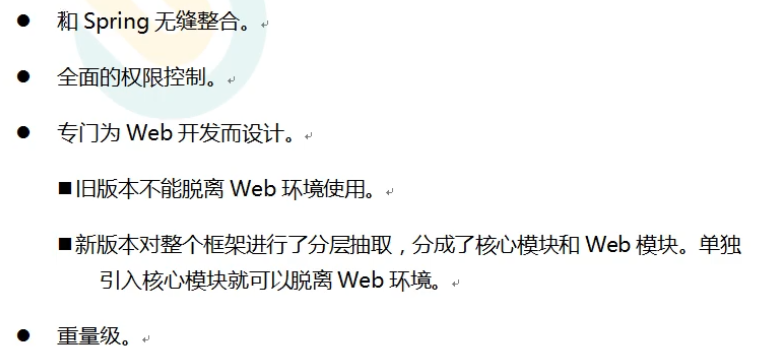 ● 和 Spring 无缝整合。
● 全面的权限控制。
● 专门为 Web 开发而设计。
■旧版本不能脱离 Web 环境使用。
■新版本对整个框架进行了分层抽取，分成了核心模块和 Web 模块。单独
引入核心模块就可以脱离 Web 环境。
● 重量级。